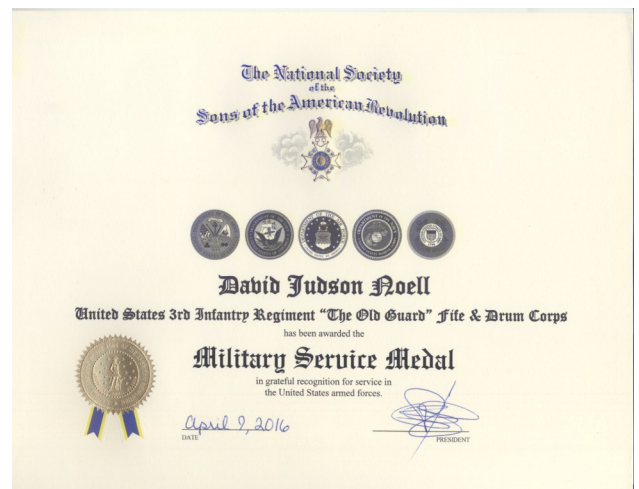 The National Society
of the
Sons of the American Revolution
David Judson Noell
United States 3rd Infantry Regiment "The Old Guard" Fife & Drum Corps
has been awarded the
Military Service Medal
in grateful recognition for service in
the United States armed forces.
April 9, 2016
DATE
PRESIDENT